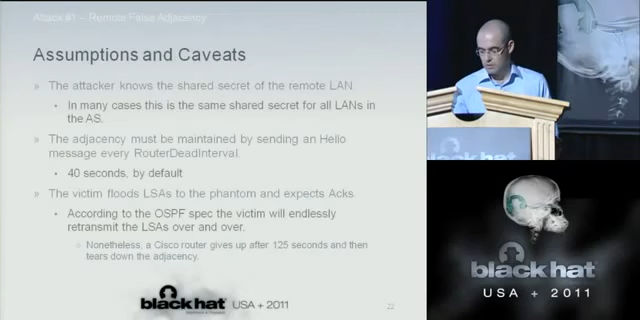 Attack #1 – Remote False Adjacency
Assumptions and Caveats
» The attacker knows the shared secret of the remote LAN.
• In many cases this is the same shared secret for all LANs in
the AS.
» The adjacency must be maintained by sending an Hello
message every RouterDeadInterval.
• 40 seconds, by default
» The victim floods LSAs to the phantom and expects Acks
• According to the OSPF spec the victim will endlessly
retransmit the LSAs over and over.
Nonetheless, a Cisco router gives up after 125 seconds and then
tears down the adjacency.
black hat USA + 2011
22
black hat
black hat
USA + 2011